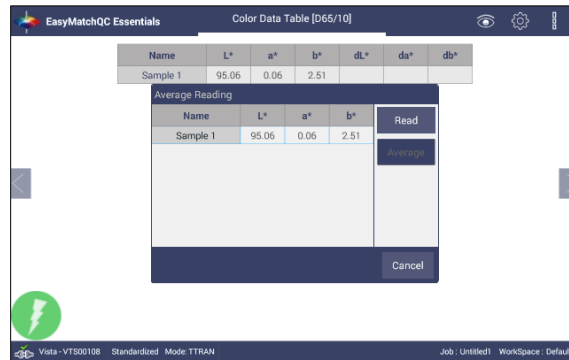 EasyMatchQC Essentials Color Data Table [D65/10]
Name L* a* b* dL* da* db*
Sample 1 95.06 0.06 2.51
Average Reading
Name L* a* b*
Sample 1 95.06 0.06 2.51
Read
Average
Cancel
Vista - VTS00108 Standardized Mode: TTRAN Job : Untitled1 WorkSpace : Defaul